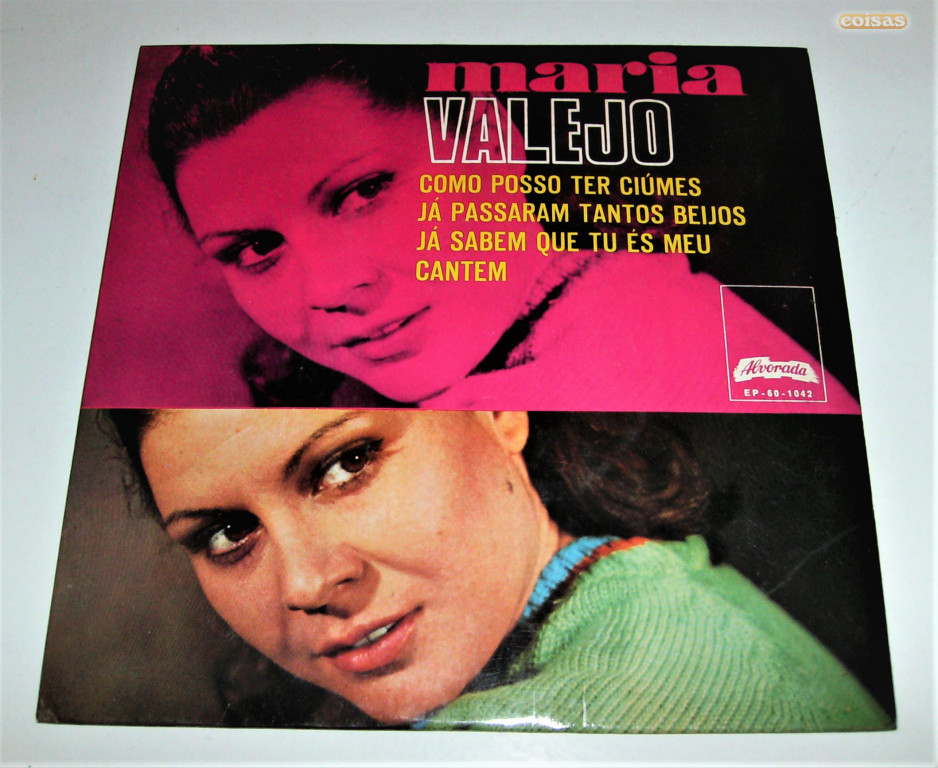 coisas
maria
VALEJO
COMO POSSO TER CIÚMES
JÁ PASSARAM TANTOS BEIJOS
JÁ SABEM QUE TU ÉS MEU
CANTEM
Alvorada
EP-60-1042